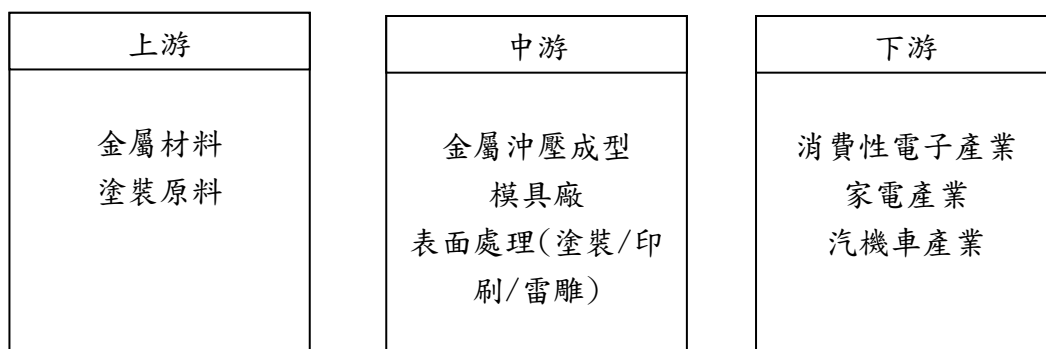 上游
金屬材料
塗裝原料
中游
金屬沖壓成型
模具廠
表面處理(塗裝/印
刷/雷雕)
下游
消費性電子產業
家電產業
汽機車產業